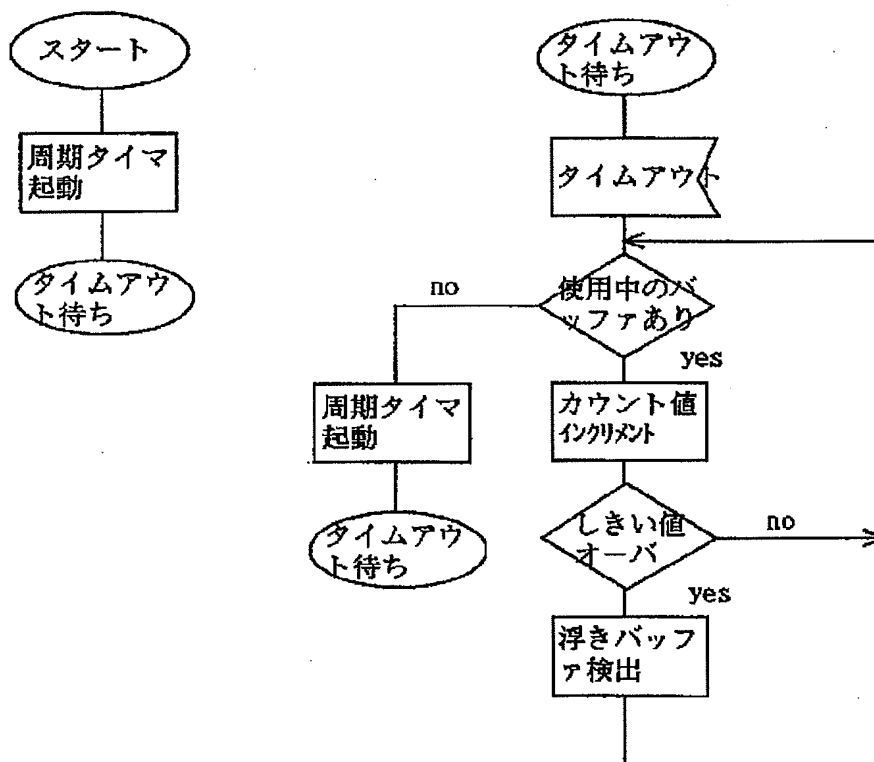 スタート
周期タイマ
起動
タイムアウ
ト待ち
タイムアウ
ト待ち
タイムアウト
使用中のバ
ッファあり
no
yes
周期タイマ
起動
タイムアウ
ト待ち
カウント値
インクリメント
しきい値
オーバ
no
yes
浮きバッフ
ァ検出